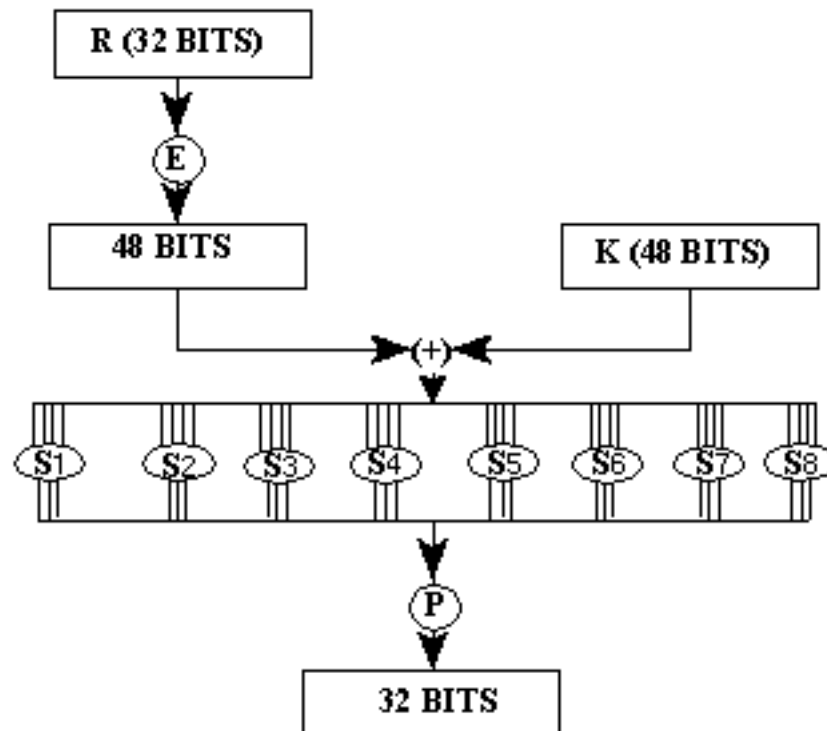 R (32 BITS)
E
48 BITS
K (48 BITS)
(+)
S1 S2 S3 S4 S5 S6 S7 S8
P
32 BITS